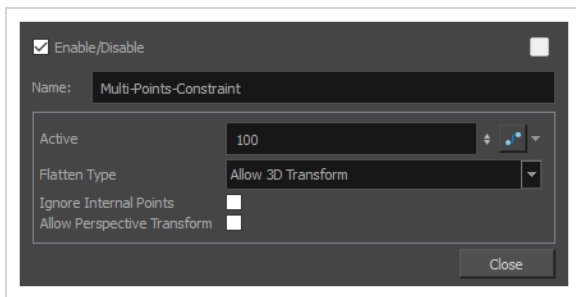 Enable/Disable
Name: Multi-Points-Constraint
Active 100
Flatten Type Allow 3D Transform
Ignore Internal Points
Allow Perspective Transform
Close